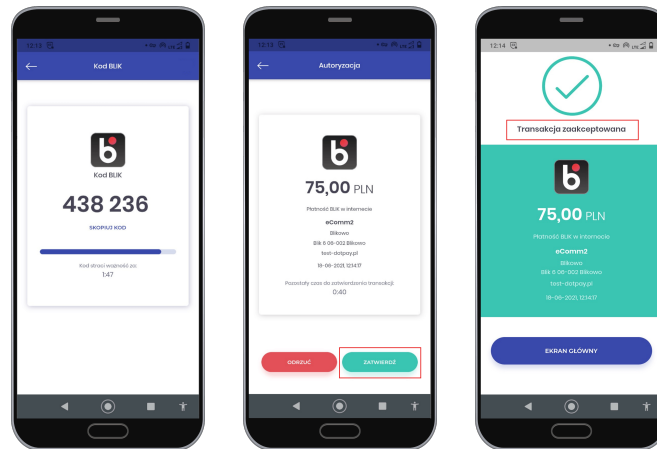 12:13
Kod BLIK
b
Kod BLIK
438 236
SKOPIUJ KOD
Kod straci ważność za:
1:47
12:13
Autoryzacja
b
75,00 PLN
Płatność BLIK w internecie
eComm2
Blikowo
Blik 6 06-002 Blikowo
test-dotpay.pl
18-06-2021, 12:14:17
Pozostały czas do zatwierdzenia transakcji
0:40
ODRZUĆ
ZATWIERDŹ
12:14
Transakcja zaakceptowana
b
75,00 PLN
Płatność BLIK w internecie
eComm2
Blikowo
Blik 6 06-002 Blikowo
test-dotpay.pl
18-06-2021, 12:14:17
EKRAN GŁÓWNY